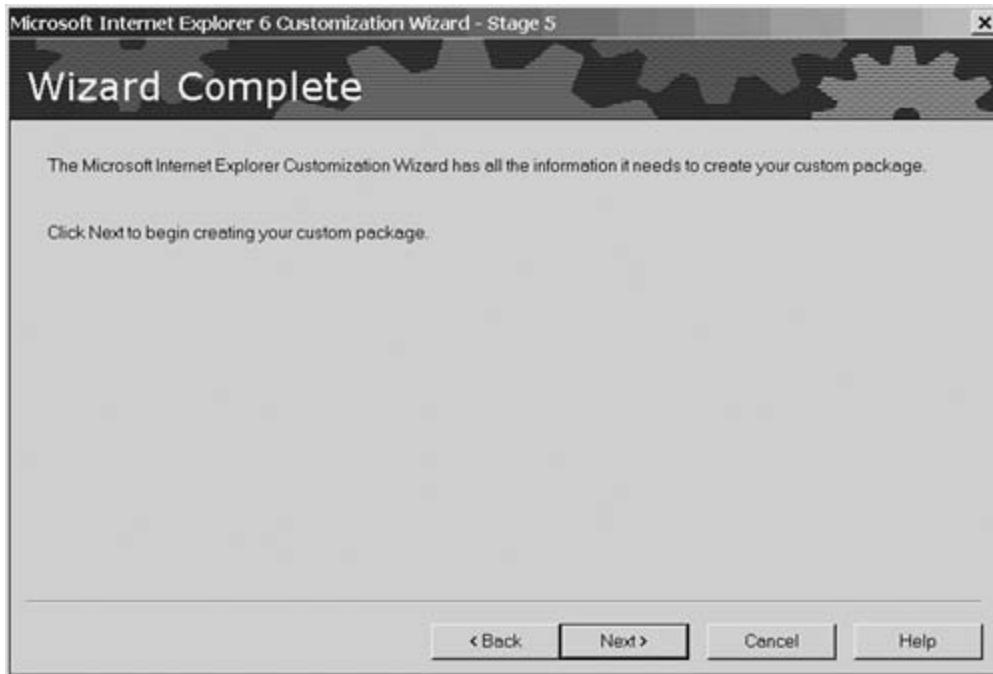 Microsoft Internet Explorer 6 Customization Wizard - Stage 5
Wizard Complete
The Microsoft Internet Explorer Customization Wizard has all the information it needs to create your custom package.
Click Next to begin creating your custom package.
< Back Next > Cancel Help